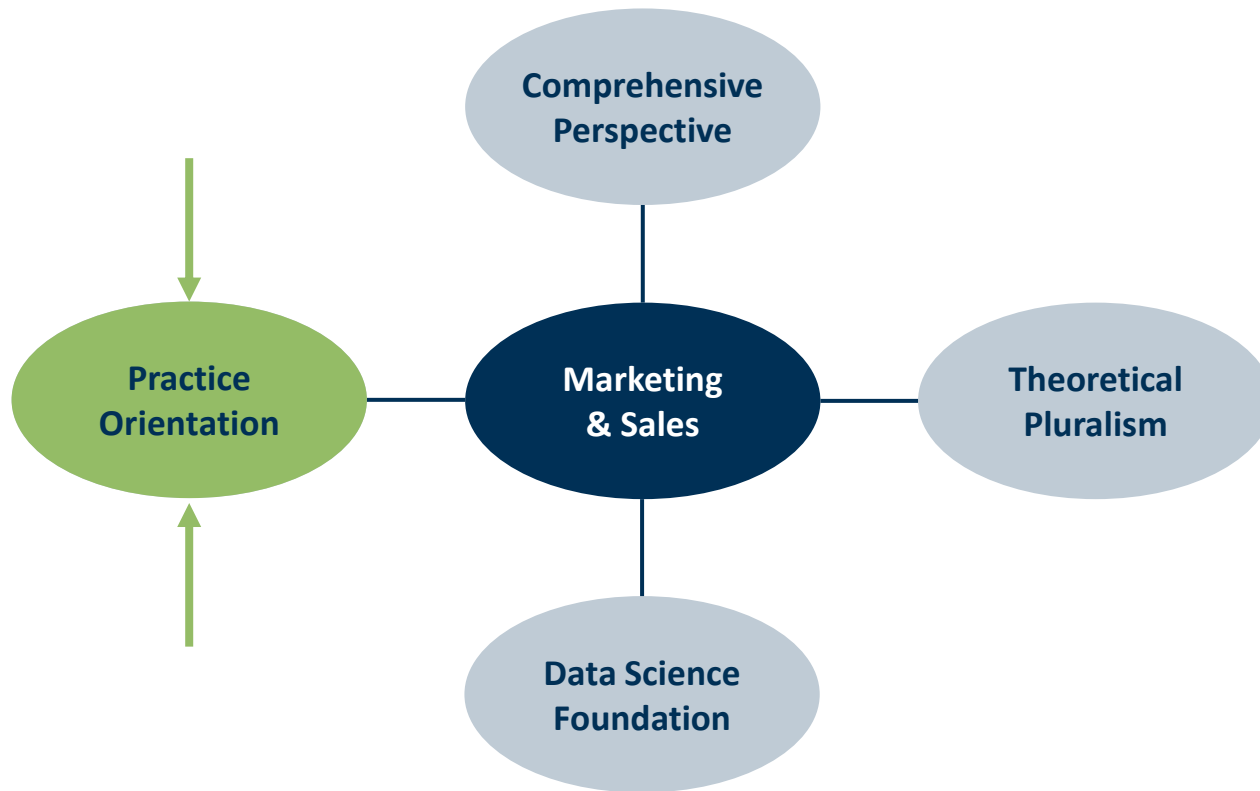 Comprehensive
Perspective
Practice
Orientation
Marketing
& Sales
Theoretical
Pluralism
Data Science
Foundation